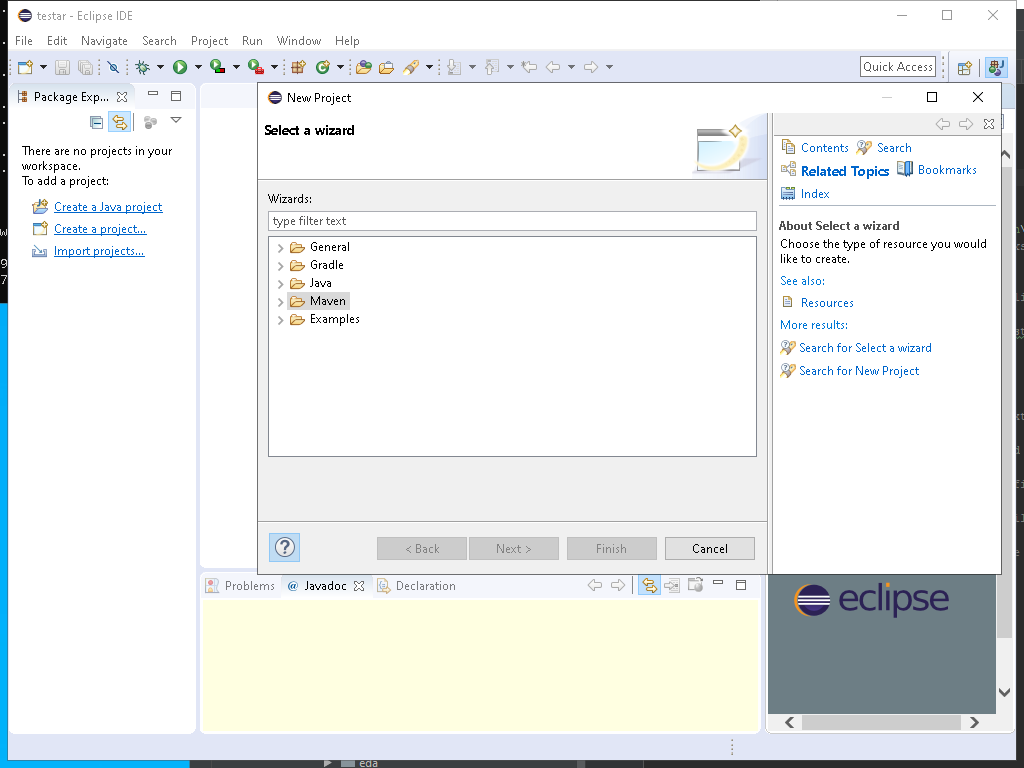 testar - Eclipse IDE
File Edit Navigate Search Project Run Window Help
Quick Access
Package Exp...
There are no projects in your
workspace.
To add a project:
Create a Java project
Create a project...
Import projects...
New Project
Select a wizard
Wizards:
type filter text
General
Gradle
Java
Maven
Examples
? < Back Next > Finish Cancel
Contents Search
Related Topics Bookmarks
Index
About Select a wizard
Choose the type of resource you would
like to create.
See also:
Resources
More results:
Search for Select a wizard
Search for New Project
Problems @ Javadoc Declaration
eclipse
eda